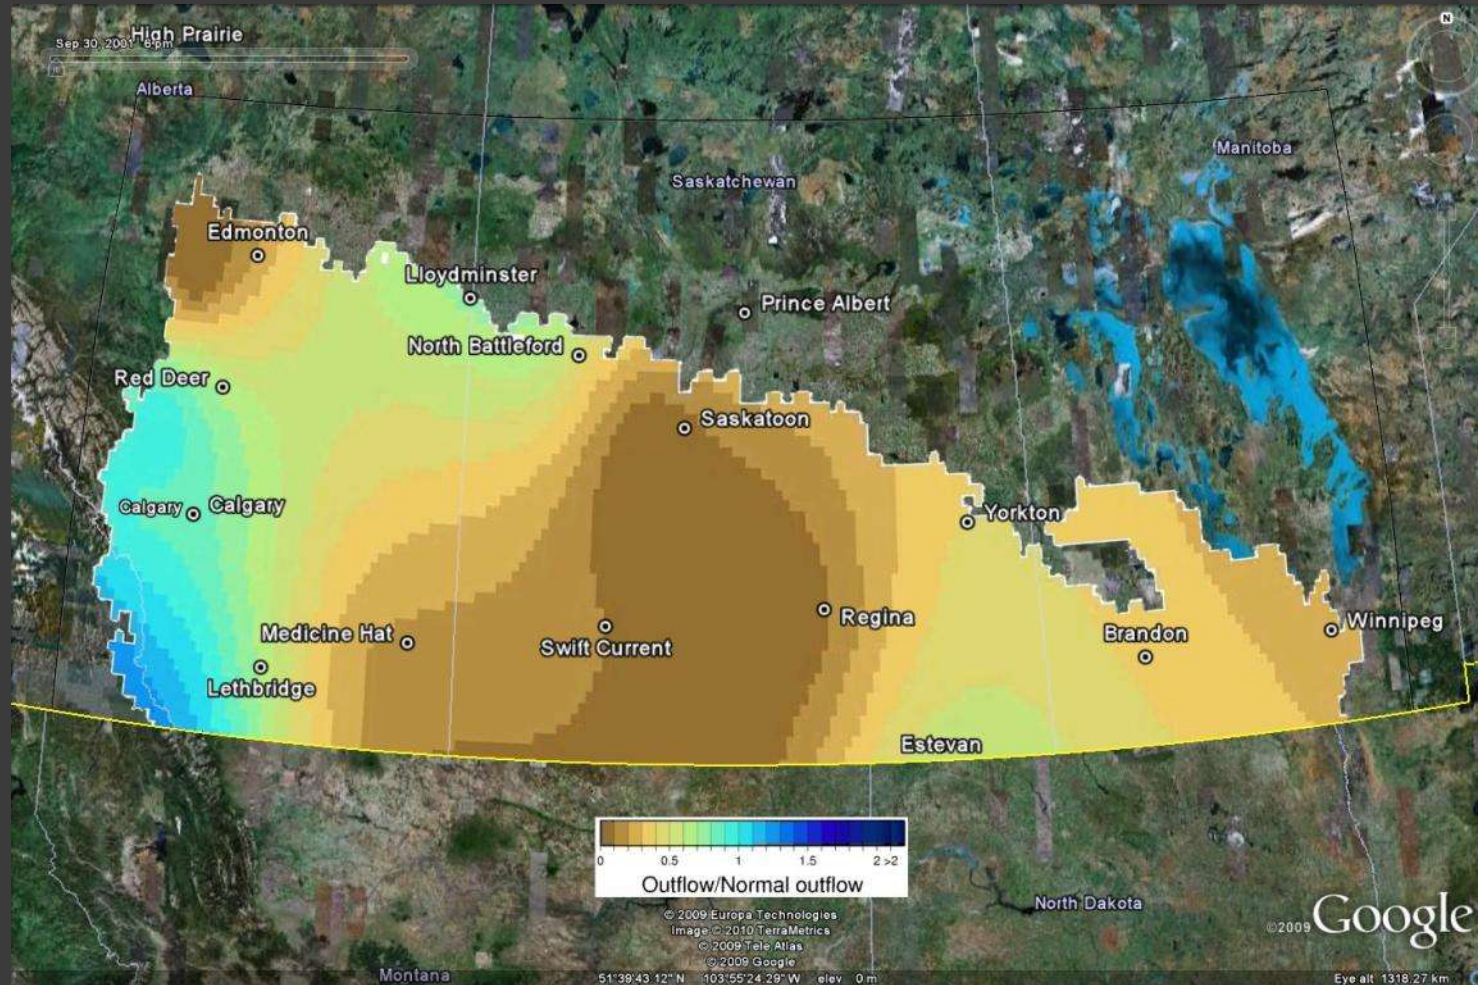 High Prairie
Sep 30, 2001 6 pm
N
Alberta
Manitoba
Saskatchewan
Edmonton
Lloydminster
Prince Albert
North Battleford
Red Deer
Saskatoon
Calgary Calgary
Yorkton
Regina
Winnipeg
Medicine Hat
Brandon
Swift Current
Lethbridge
Estevan
0 0.5 1 1.5 2 >2
Outflow/Normal outflow
North Dakota
© 2009 Europa Technologies
Image © 2010 TerraMetrics
© 2009 Tele Atlas
© 2009 Google
©2009 Google
Montana
51°39'43.12" N 103°55'24.29" W elev 0 m
Eye alt 1318.27 km